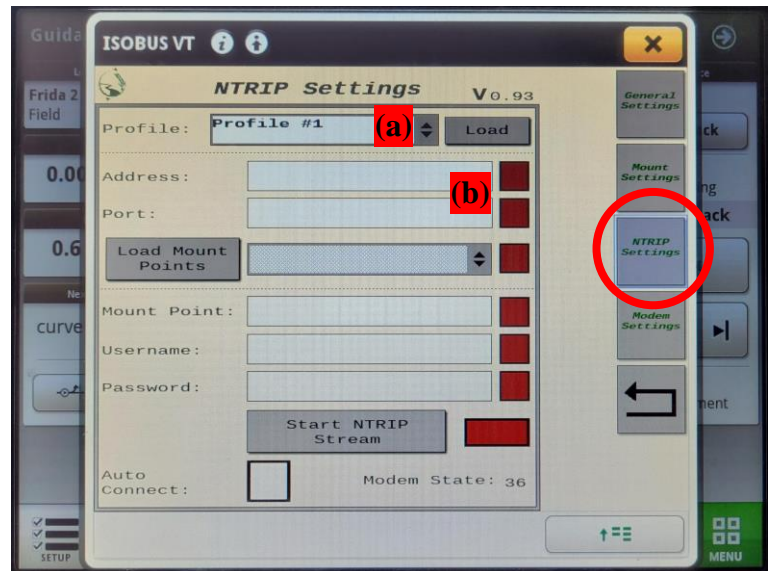 Guida
ISOBUS VT
NTRIP Settings V0.93
General
Settings
Frida 2
Field
Profile: Profile #1 (a) Load
ck
0.00
Address:
(b)
Mount
Settings
ng
Port:
ack
0.6
Load Mount
Points
NTRIP
Settings
Ne
Mount Point:
Modem
Settings
curve
Username:
Password:
ment
Start NTRIP
Stream
Auto
Connect:
Modem State: 36
SETUP
MENU